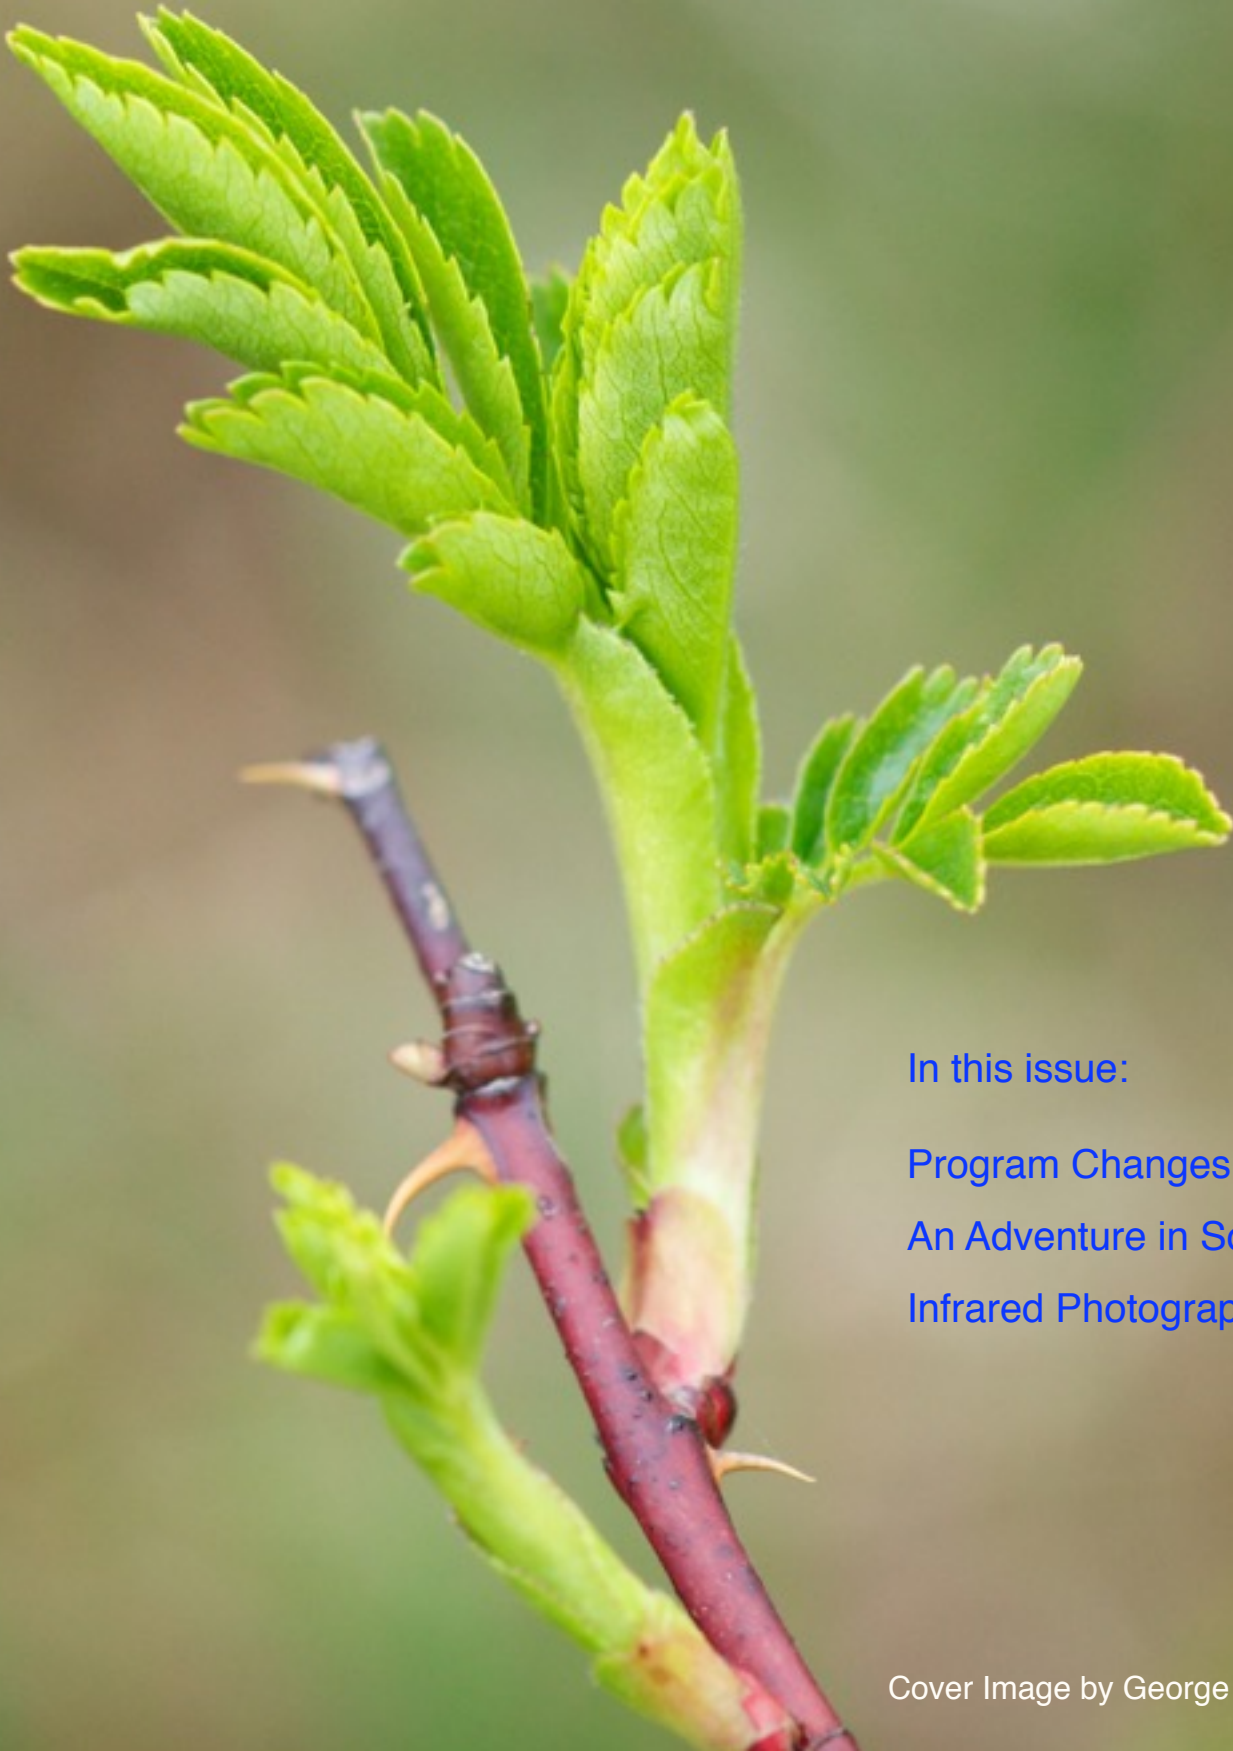 In this issue:
Program Changes
An Adventure in
Infrared
Cover Image by George